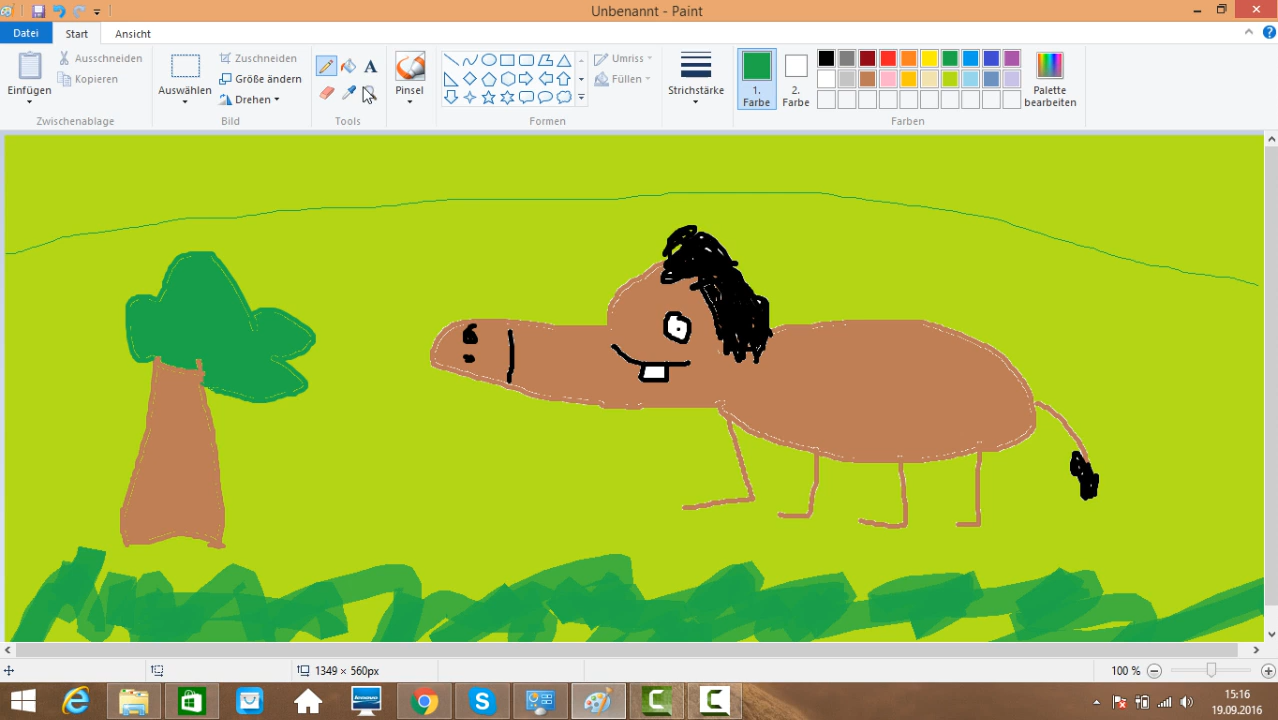 Unbenannt - Paint
Datei Start Ansicht
Einfügen
Ausschneiden
Kopieren
Zwischenablage
Auswählen
Zuschneiden
Größe ändern
Drehen
Bild
A
Tools
Pinsel
Umriss
Füllen
Formen
Strichstärke
1.
Farbe
2.
Farbe
Palette
bearbeiten
Farben
1349 × 560px
100 %
lenovo
15:16
19.09.2016